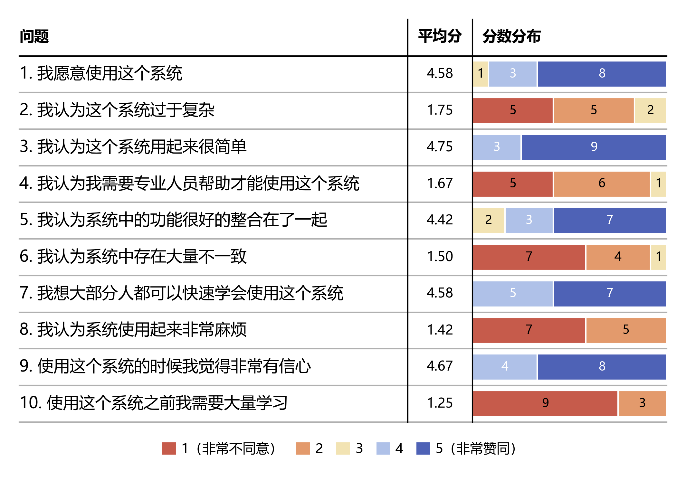 问题 平均分 分数分布
1. 我愿意使用这个系统 4.58 1 3 8
2. 我认为这个系统过于复杂 1.75 5 5 2
3. 我认为这个系统用起来很简单 4.75 3 9
4. 我认为我需要专业人员帮助才能使用这个系统 1.67 5 6 1
5. 我认为系统中的功能很好的整合在了一起 4.42 2 3 7
6. 我认为系统中存在大量不一致 1.50 7 4 1
7. 我想大部分人都可以快速学会使用这个系统 4.58 5 7
8. 我认为系统使用起来非常麻烦 1.42 7 5
9. 使用这个系统的时候我觉得非常有信心 4.67 4 8
10. 使用这个系统之前我需要大量学习 1.25 9 3
1（非常不同意） 2 3 4 5（非常赞同）